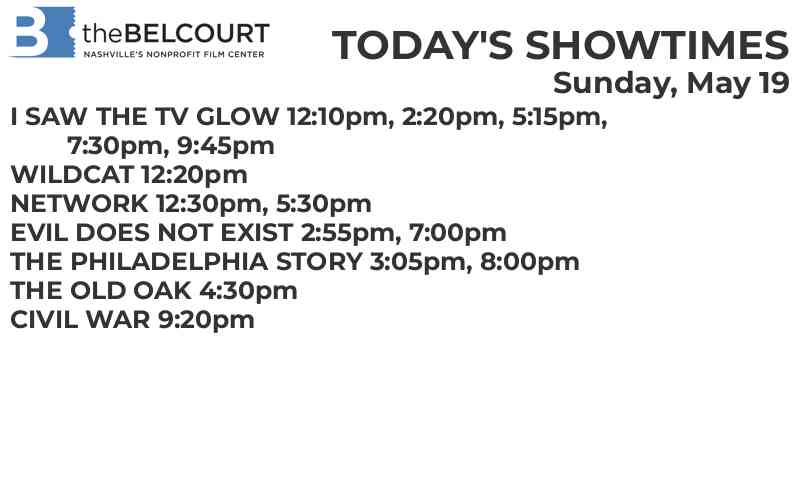 B theBELCOURT
NASHVILLE'S NONPROFIT FILM CENTER
TODAY'S SHOWTIMES
Sunday, May 19
I SAW THE TV GLOW 12:10pm, 2:20pm, 5:15pm,
7:30pm, 9:45pm
WILDCAT 12:20pm
NETWORK 12:30pm, 5:30pm
EVIL DOES NOT EXIST 2:55pm, 7:00pm
THE PHILADELPHIA STORY 3:05pm, 8:00pm
THE OLD OAK 4:30pm
CIVIL WAR 9:20pm